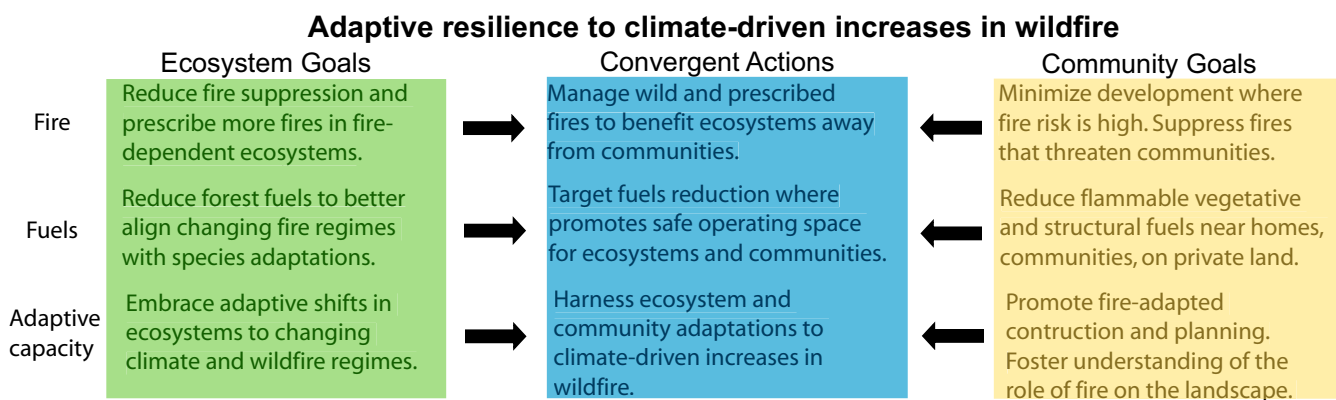 Adaptive resilience to climate-driven increases in wildfire
Ecosystem Goals
Convergent Actions
Community Goals
Fire
Reduce fire suppression and
prescribe more fires in fire-
dependent ecosystems.
Manage wild and prescribed
fires to benefit ecosystems away
from communities.
Minimize development where
fire risk is high. Suppress fires
that threaten communities.
Fuels
Reduce forest fuels to better
align changing fire regimes
with species adaptations.
Target fuels reduction where
promotes safe operating space
for ecosystems and communities.
Reduce flammable vegetative
and structural fuels near homes,
communities, on private land.
Adaptive
capacity
Embrace adaptive shifts in
ecosystems to changing
climate and wildfire regimes.
Harness ecosystem and
community adaptations to
climate-driven increases in
wildfire.
Promote fire-adapted
contruction and planning.
Foster understanding of the
role of fire on the landscape.